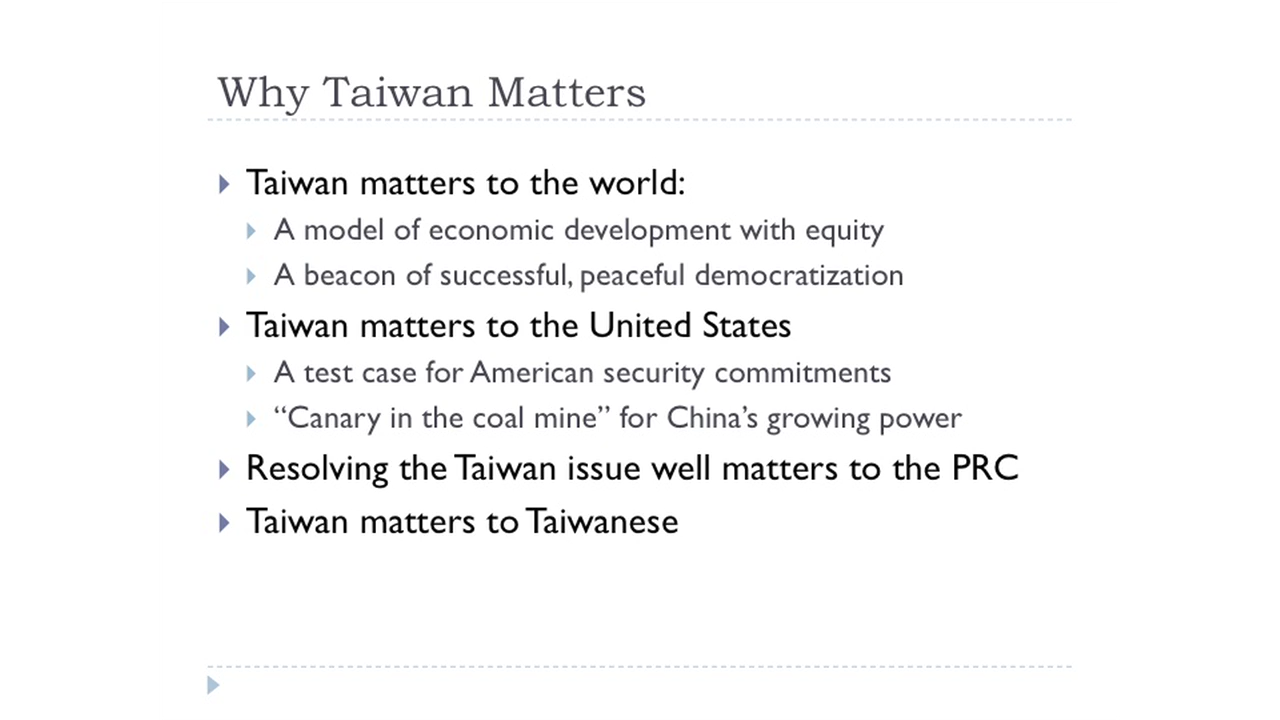 Why Taiwan Matters
Taiwan matters to the world:
A model of economic development with equity
A beacon of successful, peaceful democratization
Taiwan matters to the United States
A test case for American security commitments
“Canary in the coal mine” for China’s growing power
Resolving the Taiwan issue well matters to the PRC
Taiwan matters to Taiwanese